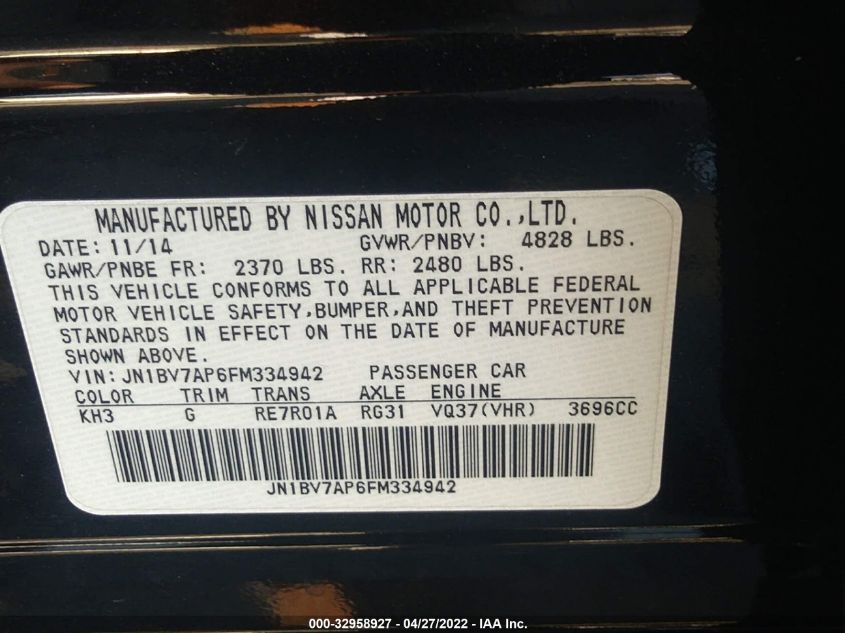 MANUFACTURED BY NISSAN MOTOR CO.,LTD.
DATE: 11/14 GVWR/PNBV: 4828 LBS.
GAWR/PNBE FR: 2370 LBS. RR: 2480 LBS.
THIS VEHICLE CONFORMS TO ALL APPLICABLE FEDERAL
MOTOR VEHICLE SAFETY,BUMPER,AND THEFT PREVENTION
STANDARDS IN EFFECT ON THE DATE OF MANUFACTURE
SHOWN ABOVE.
VIN: JN1BV7AP6FM334942 PASSENGER CAR
COLOR TRIM TRANS AXLE ENGINE
KH3 G RE7R01A RG31 VQ37(VHR) 3696CC
JN1BV7AP6FM334942
000-32958927 - 04/27/2022 - IAA Inc.